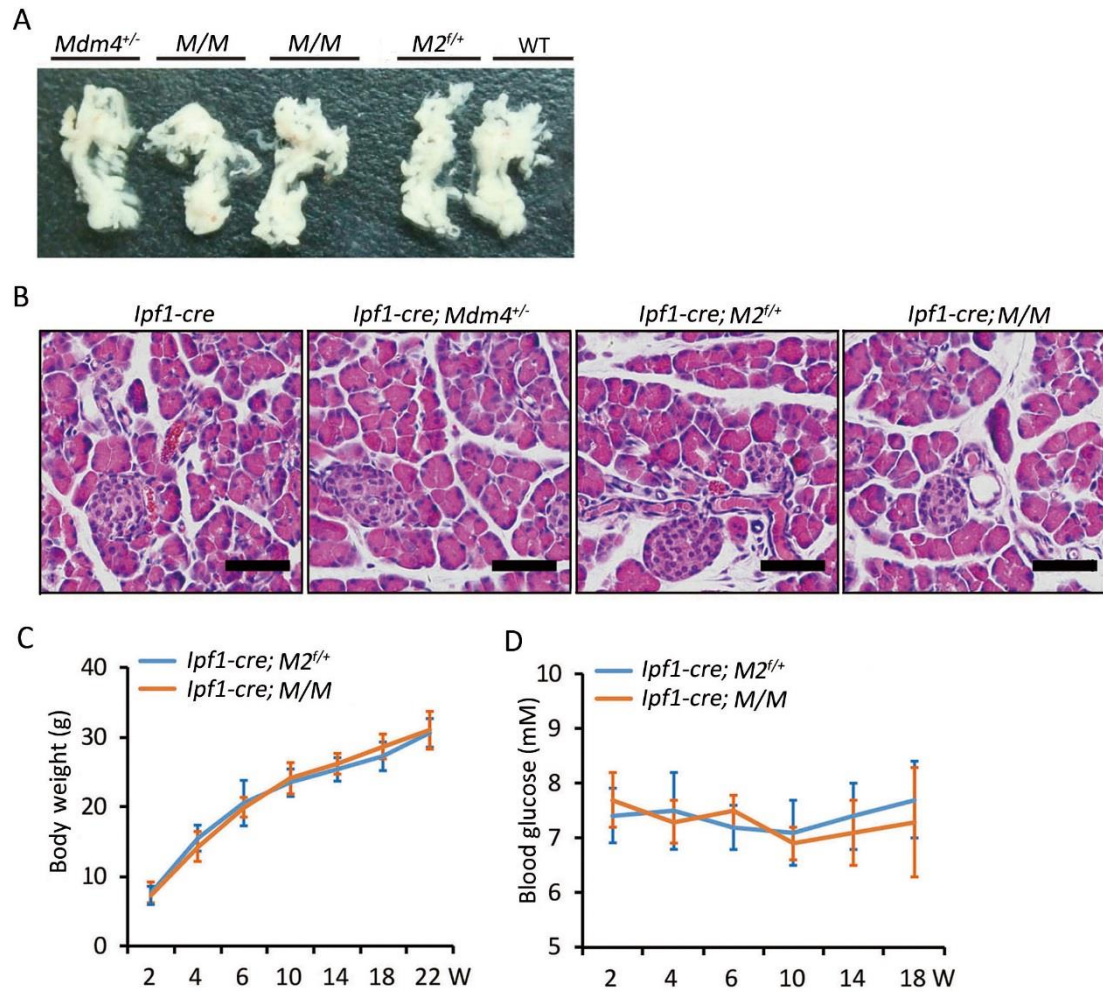 A
Mdm4+/- M/M M/M M2f/+ WT
B
Ipf1-cre Ipf1-cre; Mdm4+/- Ipf1-cre; M2f/+ Ipf1-cre; M/M
C
Ipf1-cre; M2f/+
Ipf1-cre; M/M
Body weight (g)
40
30
20
10
0
2 4 6 10 14 18 22 W
D
Ipf1-cre; M2f/+
Ipf1-cre; M/M
Blood glucose (mM)
10
9
8
7
6
5
2 4 6 10 14 18 W